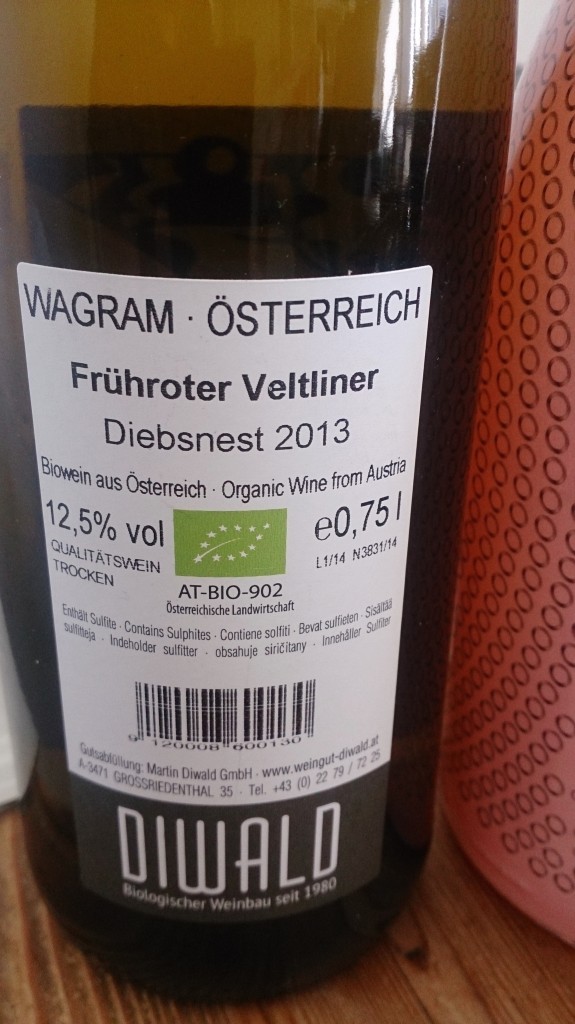 WAGRAM · ÖSTERREICH
Frühroter Veltliner
Diebsnest 2013
Biowein aus Österreich · Organic Wine from Austria
12,5% vol
QUALITÄTSWEIN
TROCKEN
e0,75 l
L1/14 N3831/14
AT-BIO-902
Österreichische Landwirtschaft
Enthält Sulfite · Contains Sulphites · Contiene solfiti · Bevat sulfieten · Sisältää
sulfitteja · Indeholder sulfitter · obsahuje siričitany · Innehåller Sulfiter
9 120008 600130
Gutsabfüllung: Martin Diwald GmbH · www.weingut-diwald.at
A-3471 GROSSRIEDENTHAL 35 · Tel. +43 (0) 22 79 / 72 25
DIWALD
Biologischer Weinbau seit 1980